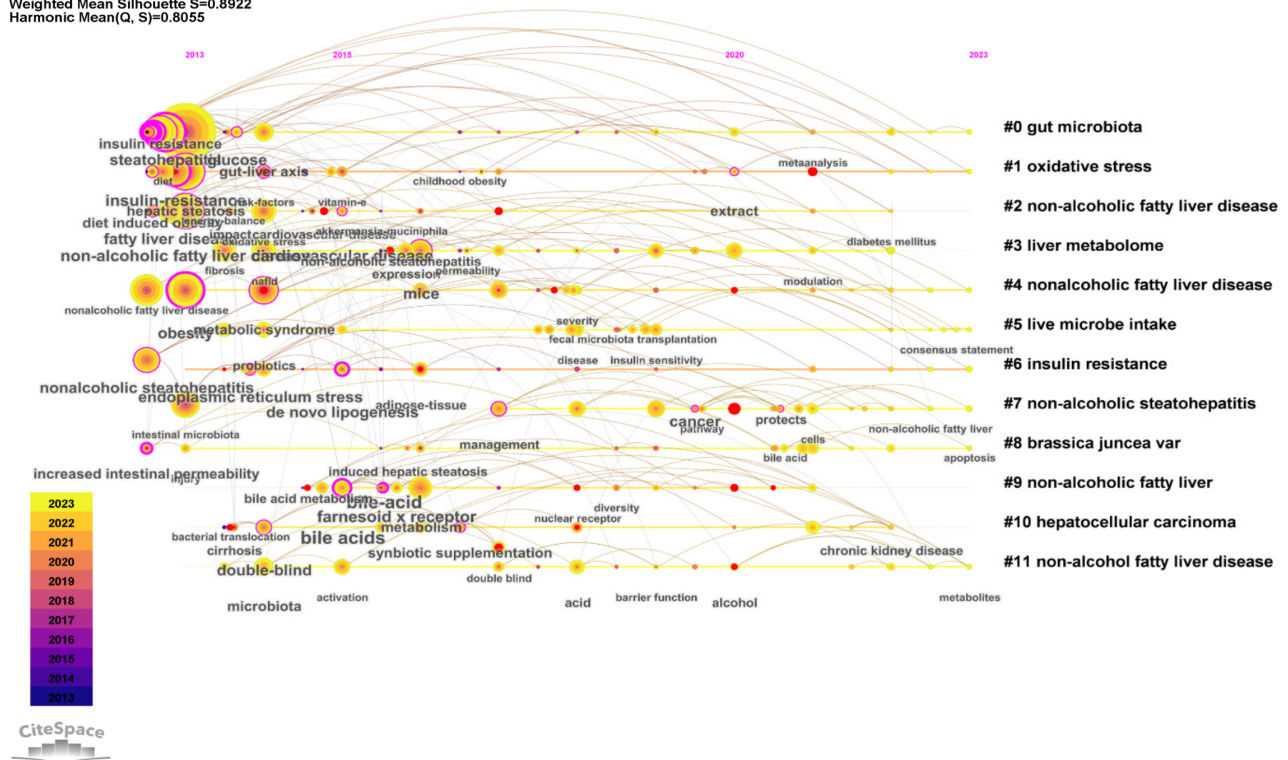 Weighted Mean Silhouette S=0.8922
Harmonic Mean(Q, S)=0.8055
2013
2015
2020
2023
#0 gut microbiota
insulin resistance
steatohepatitis
glucose
metaanalysis
#1 oxidative stress
gut-liver axis
diet
childhood obesity
insulin-resistance
risk-factors
vitamin-e
#2 non-alcoholic fatty liver disease
hepatic steatosis
extract
diet induced obesity
energy-balance
akkermansia-muciniphila
impact
cardiovascular-disease
fatty liver disease
oxidative stress
diabetes mellitus
#3 liver metabolome
non-alcoholic fatty liver disease
cardiovascular disease
non-alcoholic steatohepatitis
fibrosis
expression
permeability
nafld
modulation
#4 nonalcoholic fatty liver disease
mice
nonalcoholic fatty liver disease
severity
#5 live microbe intake
obesity
metabolic syndrome
fecal microbiota transplantation
consensus statement
disease
insulin sensitivity
#6 insulin resistance
probiotics
nonalcoholic steatohepatitis
endoplasmic reticulum stress
adipose-tissue
#7 non-alcoholic steatohepatitis
de novo lipogenesis
cancer
protects
pathway
non-alcoholic fatty liver
intestinal microbiota
cells
#8 brassica juncea var
management
bile acid
apoptosis
increased intestinal permeability
injury
induced hepatic steatosis
#9 non-alcoholic fatty liver
bile acid metabolism
bile-acid
diversity
farnesoid x receptor
nuclear receptor
#10 hepatocellular carcinoma
metabolism
bacterial translocation
bile acids
cirrhosis
synbiotic supplementation
chronic kidney disease
#11 non-alcohol fatty liver disease
double-blind
double blind
microbiota
activation
acid
barrier function
alcohol
metabolites
2023
2022
2021
2020
2019
2018
2017
2016
2015
2014
2013
CiteSpace